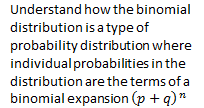 Understand how the binomial
distribution is a type of
probability distribution where
individual probabilities in the
distribution are the terms of a
binomial expansion (p + q)ⁿ